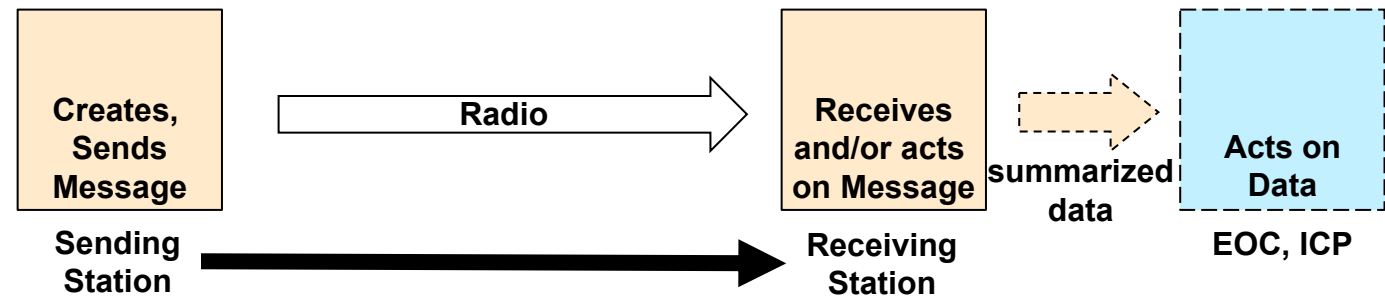 Creates,
Sends
Message
Radio
Receives
and/or acts
on Message
summarized
data
Acts on
Data
Sending
Station
Receiving
Station
EOC, ICP